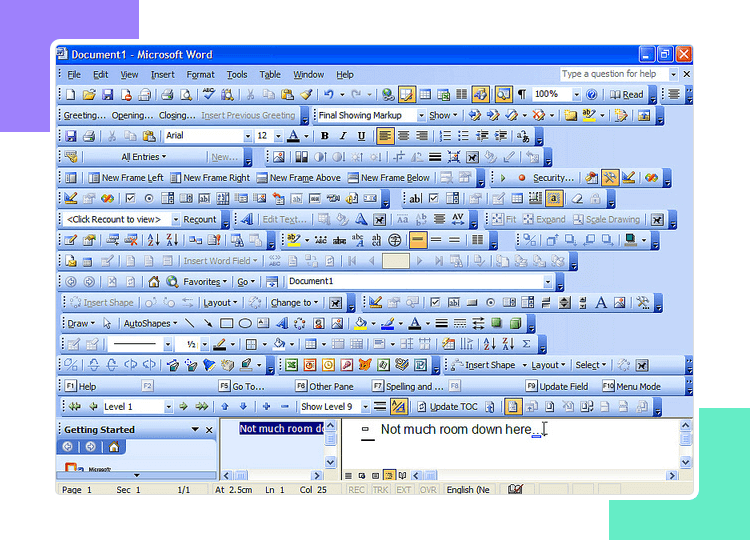 Document1 - Microsoft Word
File Edit View Insert Format Tools Table Window Help Type a question for help
100% Read
Greeting... Opening... Closing... Insert Previous Greeting Final Showing Markup Show
Arial 12 B I U
All Entries New...
New Frame Left New Frame Right New Frame Above New Frame Below Security...
ab
<Click Recount to view> Recount Edit Text... Aa AV Fit Expand Scale Drawing
Insert Word Field
Favorites Go Document1
Insert Shape Layout Change to
Draw AutoShapes
½
Insert Shape Layout Select
F1 Help F2 F5 Go To... F6 Other Pane F7 Spelling and ... F8 F9 Update Field F10 Menu Mode
Level 1 Show Level 9 Update TOC
Getting Started
Not much room do
Not much room down here...
Microsoft
Page 1 Sec 1 1/1 At 2.5cm Ln 1 Col 25 REC TRK EXT OVR English (Ne